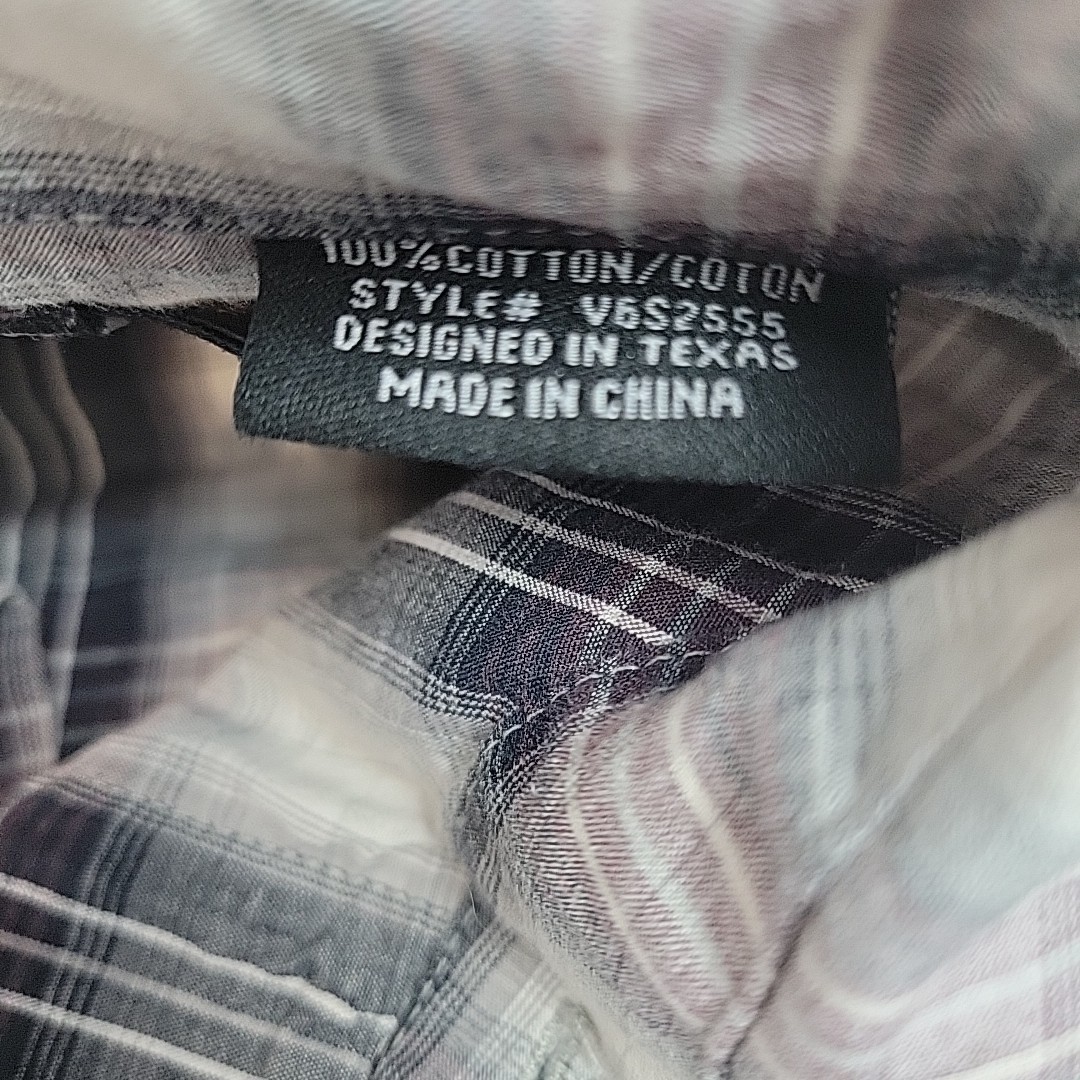 100%COTTON/COTON
STYLE# V6S2555
DESIGNED IN TEXAS
MADE IN CHINA